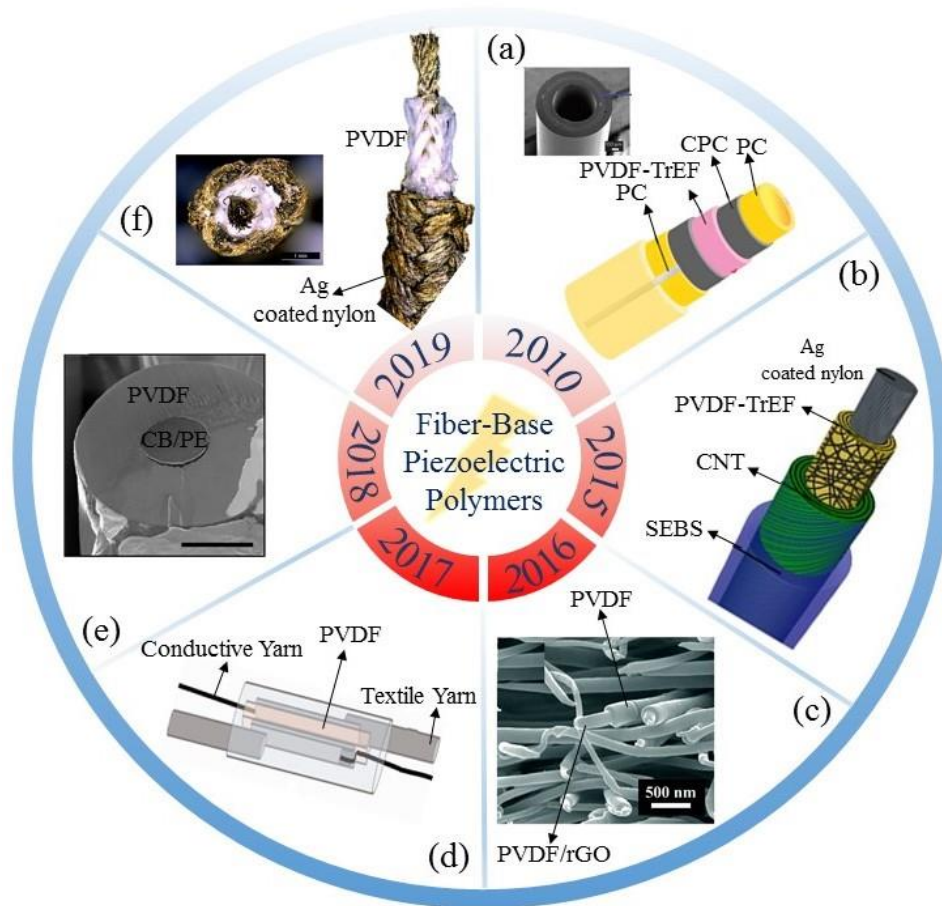 (a)
CPC PC
PVDF-TrEF
PC
(b)
Ag
coated nylon
PVDF-TrEF
CNT
SEBS
(c)
PVDF
500 nm
PVDF/rGO
(d)
Conductive Yarn
PVDF
Textile Yarn
(e)
PVDF
CB/PE
(f)
PVDF
Ag
coated nylon
2010
2015
2016
2017
2018
2019
Fiber-Base
Piezoelectric
Polymers